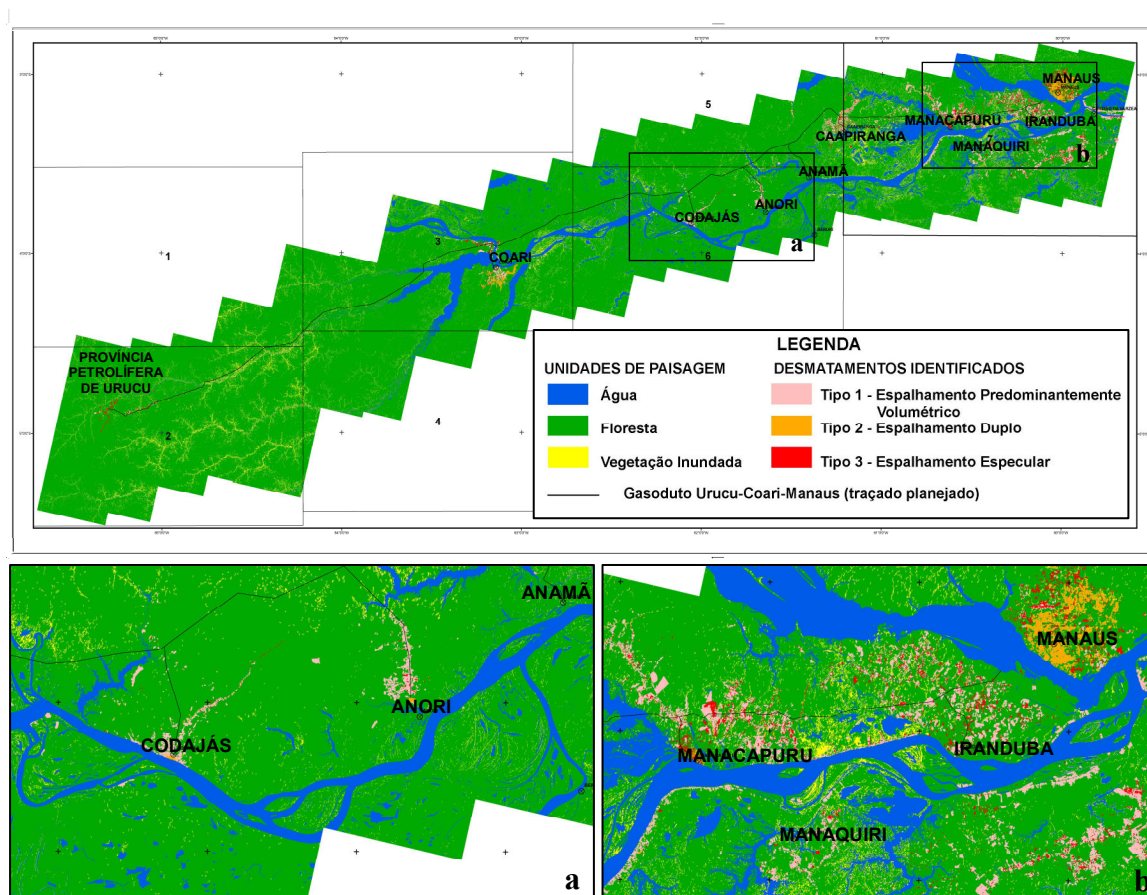 MANAUS
5
MANACAPURU
IRANDUBA
CAAPIRANGA
MANAQUIRI
7
b
ANAMÃ
ANORI
CODAJÁS
a
3
6
COARI
1
PROVÍNCIA
PETROLÍFERA
DE URUCU
2
4
LEGENDA
UNIDADES DE PAISAGEM
DESMATAMENTOS IDENTIFICADOS
Água
Tipo 1 - Espalhamento Predominantemente
Volumétrico
Floresta
Tipo 2 - Espalhamento Duplo
Vegetação Inundada
Tipo 3 - Espalhamento Especular
Gasoduto Urucu-Coari-Manaus (traçado planejado)
ANAMÃ
ANORI
CODAJÁS
a
MANAUS
MANACAPURU
IRANDUBA
MANAQUIRI
b